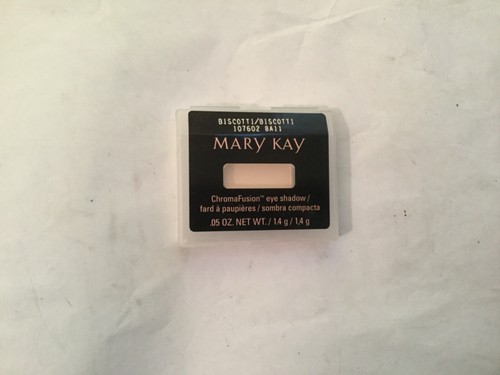 BISCOTTI/BISCOTTI
107602 BA11
MARY KAY
ChromaFusion™ eye shadow /
fard à paupières / sombra compacta
.05 OZ. NET WT. / 1.4 g / 1,4 g